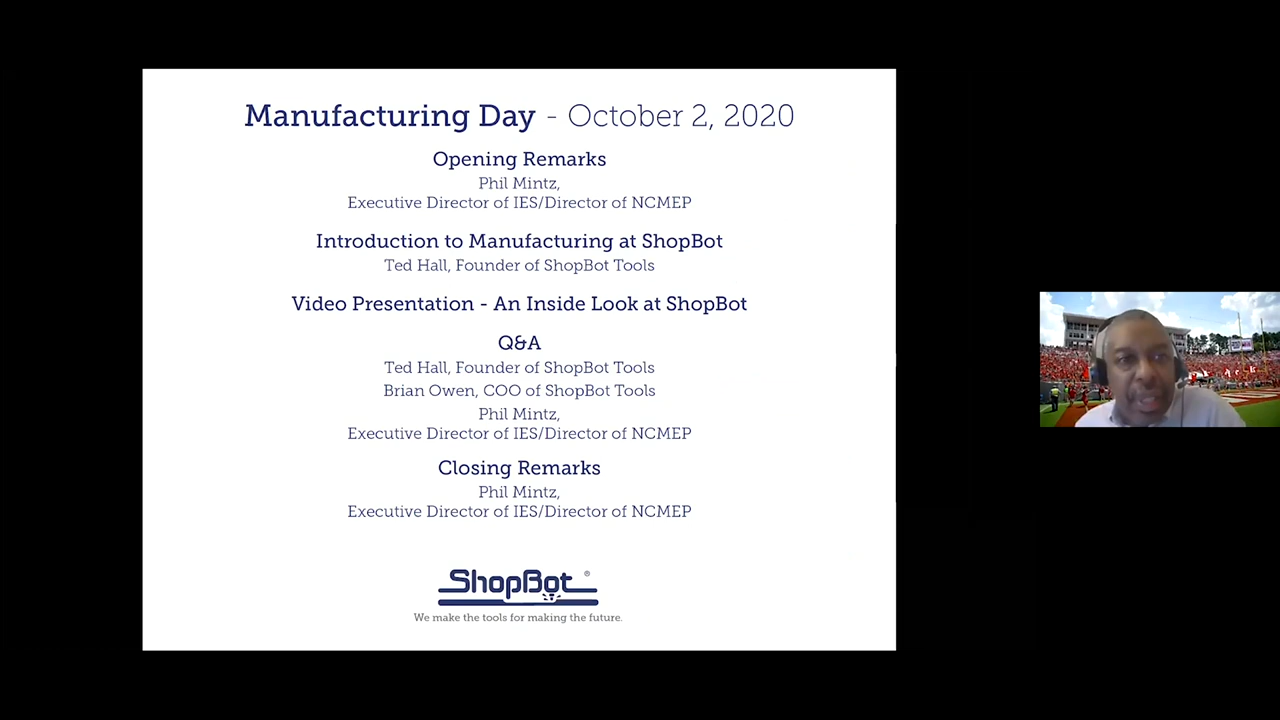 Manufacturing Day - October 2, 2020
Opening Remarks
Phil Mintz,
Executive Director of IES/Director of NCMEP
Introduction to Manufacturing at ShopBot
Ted Hall, Founder of ShopBot Tools
Video Presentation - An Inside Look at ShopBot
Q&A
Ted Hall, Founder of ShopBot Tools
Brian Owen, COO of ShopBot Tools
Phil Mintz,
Executive Director of IES/Director of NCMEP
Closing Remarks
Phil Mintz,
Executive Director of IES/Director of NCMEP
ShopBot®
We make the tools for making the future.